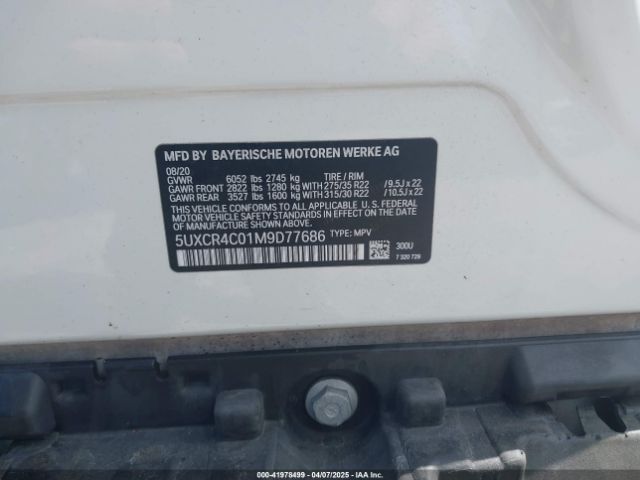 MFD BY BAYERISCHE MOTOREN WERKE AG
08/20
GVWR 6052 lbs 2745 kg TIRE / RIM
GAWR FRONT 2822 lbs 1280 kg WITH 275/35 R22 /9.5J x 22
GAWR REAR 3527 lbs 1600 kg WITH 315/30 R22 /10.5J x 22
THIS VEHICLE CONFORMS TO ALL APPLICABLE U.S. FEDERAL
MOTOR VEHICLE SAFETY STANDARDS IN EFFECT ON
THE DATE OF MANUFACTURE SHOWN ABOVE.
5UXCR4C01M9D77686 TYPE: MPV
300U
7 320 729
000-41978499 - 04/07/2025 - IAA Inc.